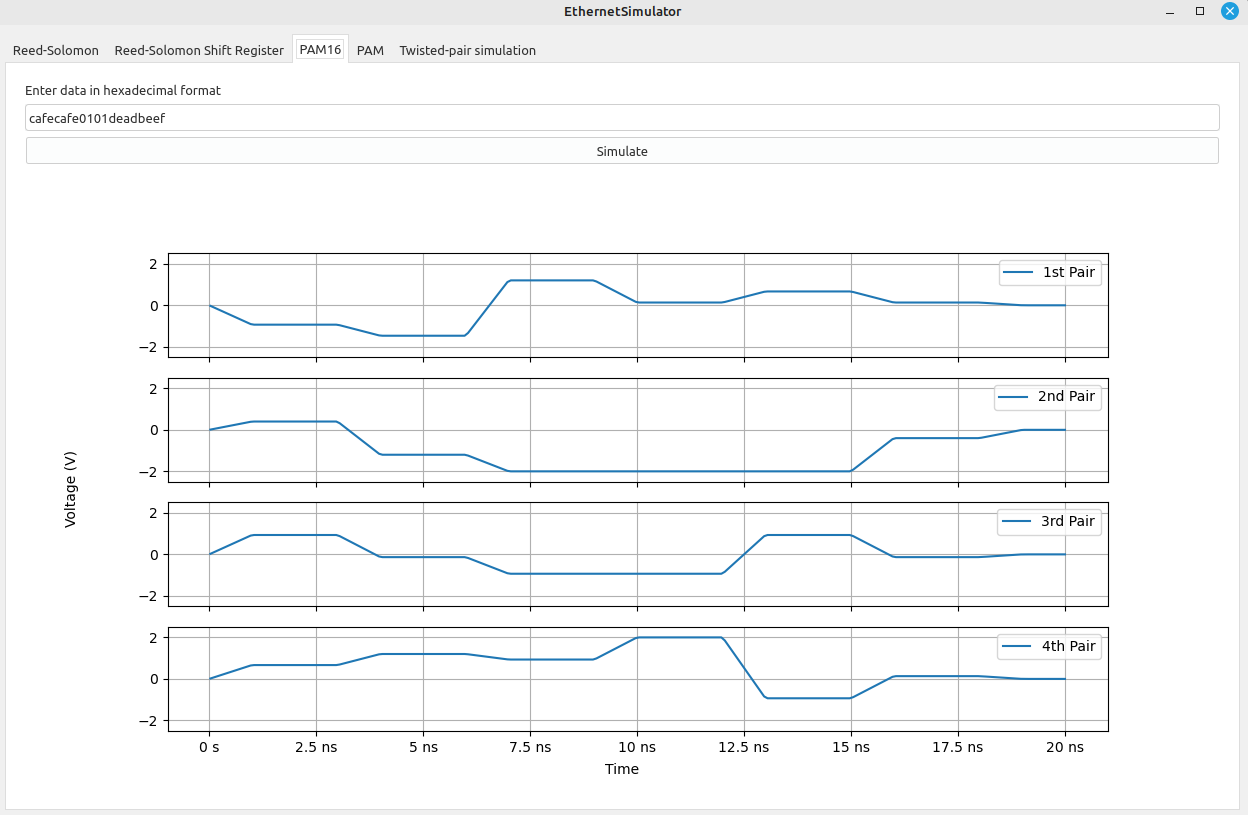 EthernetSimulator
Reed-Solomon Reed-Solomon Shift Register PAM16 PAM Twisted-pair simulation
Enter data in hexadecimal format
cafecafe0101deadbeef
Simulate
2
0
−2
1st Pair
2
0
−2
2nd Pair
Voltage (V)
2
0
−2
3rd Pair
2
0
−2
4th Pair
0 s 2.5 ns 5 ns 7.5 ns 10 ns 12.5 ns 15 ns 17.5 ns 20 ns
Time